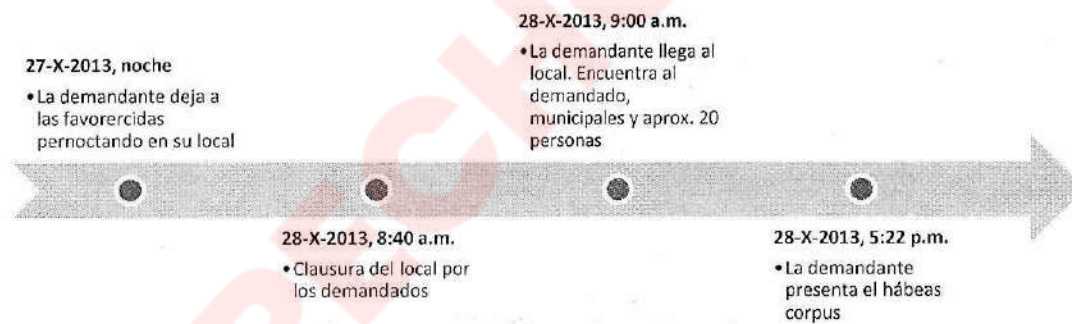 27-X-2013, noche
•La demandante deja a
las favorercidas
pernoctando en su local
28-X-2013, 8:40 a.m.
•Clausura del local por
los demandados
28-X-2013, 9:00 a.m.
•La demandante llega al
local. Encuentra al
demandado,
municipales y aprox. 20
personas
28-X-2013, 5:22 p.m.
•La demandante
presenta el hábeas
corpus